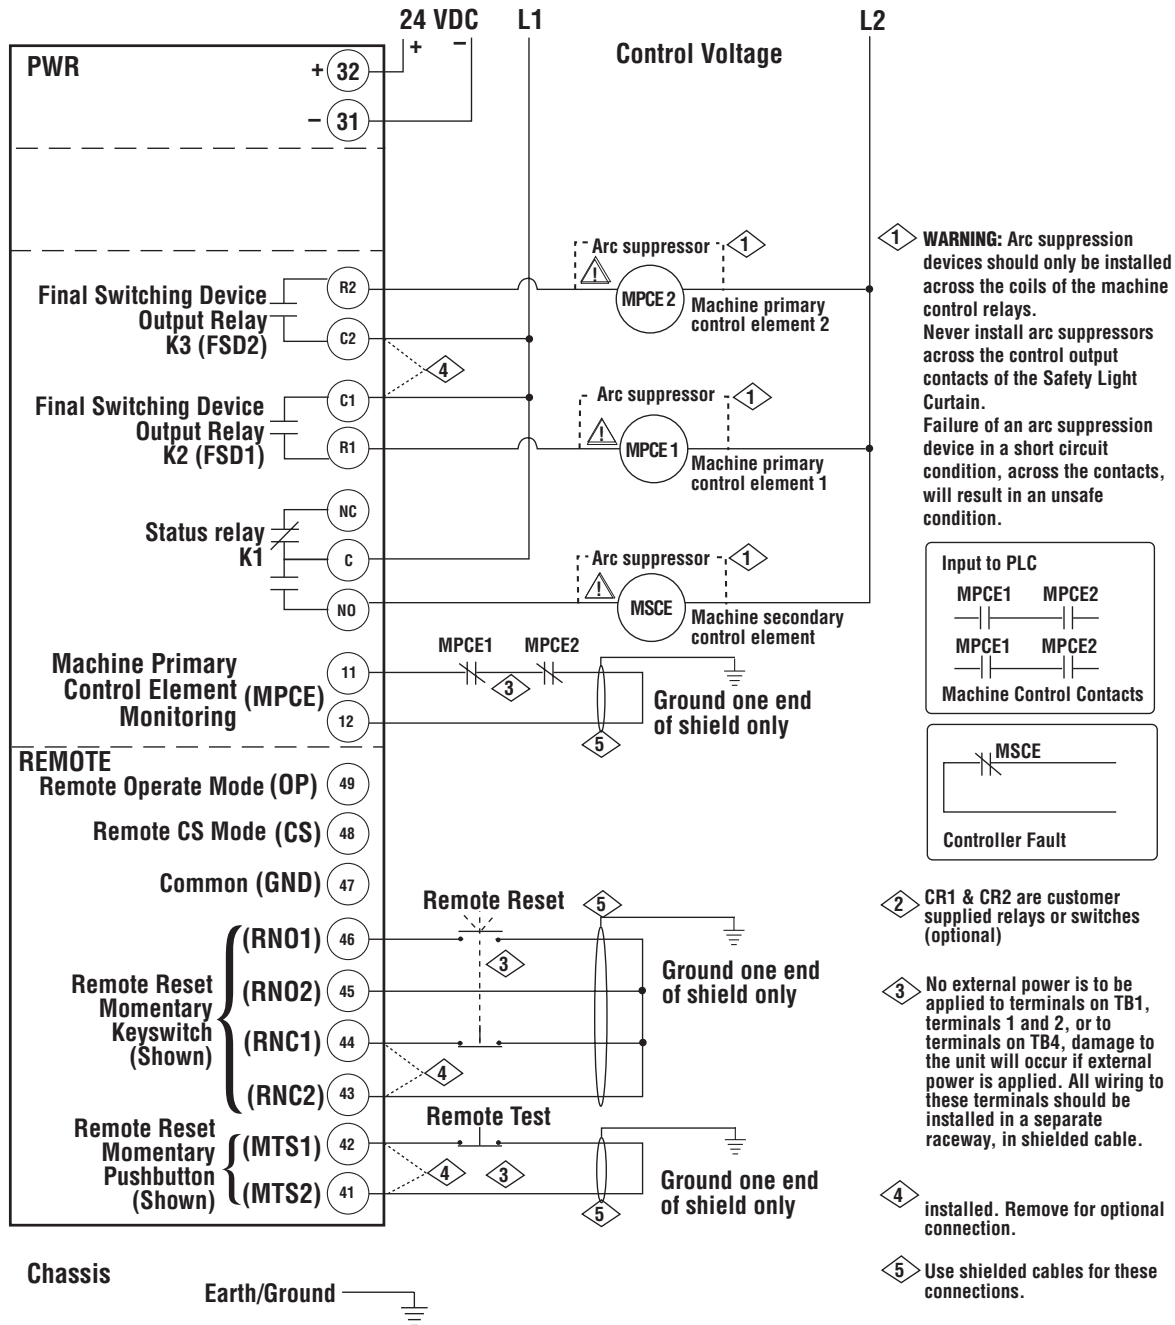 24 VDC L1 L2
+ –
Control Voltage
PWR
+ 32
– 31
Arc suppressor 1
! MPCE 2
Machine primary
control element 2
R2
Final Switching Device
Output Relay
K3 (FSD2)
C2
4
C1
Final Switching Device
Output Relay
K2 (FSD1)
R1
Arc suppressor 1
! MPCE 1
Machine primary
control element 1
NC
Status relay
K1
C
NO
Arc suppressor 1
! MSCE
Machine secondary
control element
Machine Primary
Control Element
Monitoring
(MPCE)
11
12
MPCE1 MPCE2
3
Ground one end
of shield only
5
REMOTE
Remote Operate Mode (OP) 49
Remote CS Mode (CS) 48
Common (GND) 47
Remote Reset 5
(RNO1) 46
3
(RNO2) 45
Remote Reset
Momentary
Keyswitch
(Shown)
(RNC1) 44
4
(RNC2) 43
Ground one end
of shield only
Remote Test
Remote Reset
Momentary
Pushbutton
(Shown)
(MTS1) 42
4 3
(MTS2) 41
Ground one end
of shield only
5
Chassis
Earth/Ground
1 WARNING: Arc suppression
devices should only be installed
across the coils of the machine
control relays.
Never install arc suppressors
across the control output
contacts of the Safety Light
Curtain.
Failure of an arc suppression
device in a short circuit
condition, across the contacts,
will result in an unsafe
condition.
Input to PLC
MPCE1 MPCE2
MPCE1 MPCE2
Machine Control Contacts
MSCE
Controller Fault
2 CR1 & CR2 are customer
supplied relays or switches
(optional)
3 No external power is to be
applied to terminals on TB1,
terminals 1 and 2, or to
terminals on TB4, damage to
the unit will occur if external
power is applied. All wiring to
these terminals should be
installed in a separate
raceway, in shielded cable.
4
installed. Remove for optional
connection.
5 Use shielded cables for these
connections.